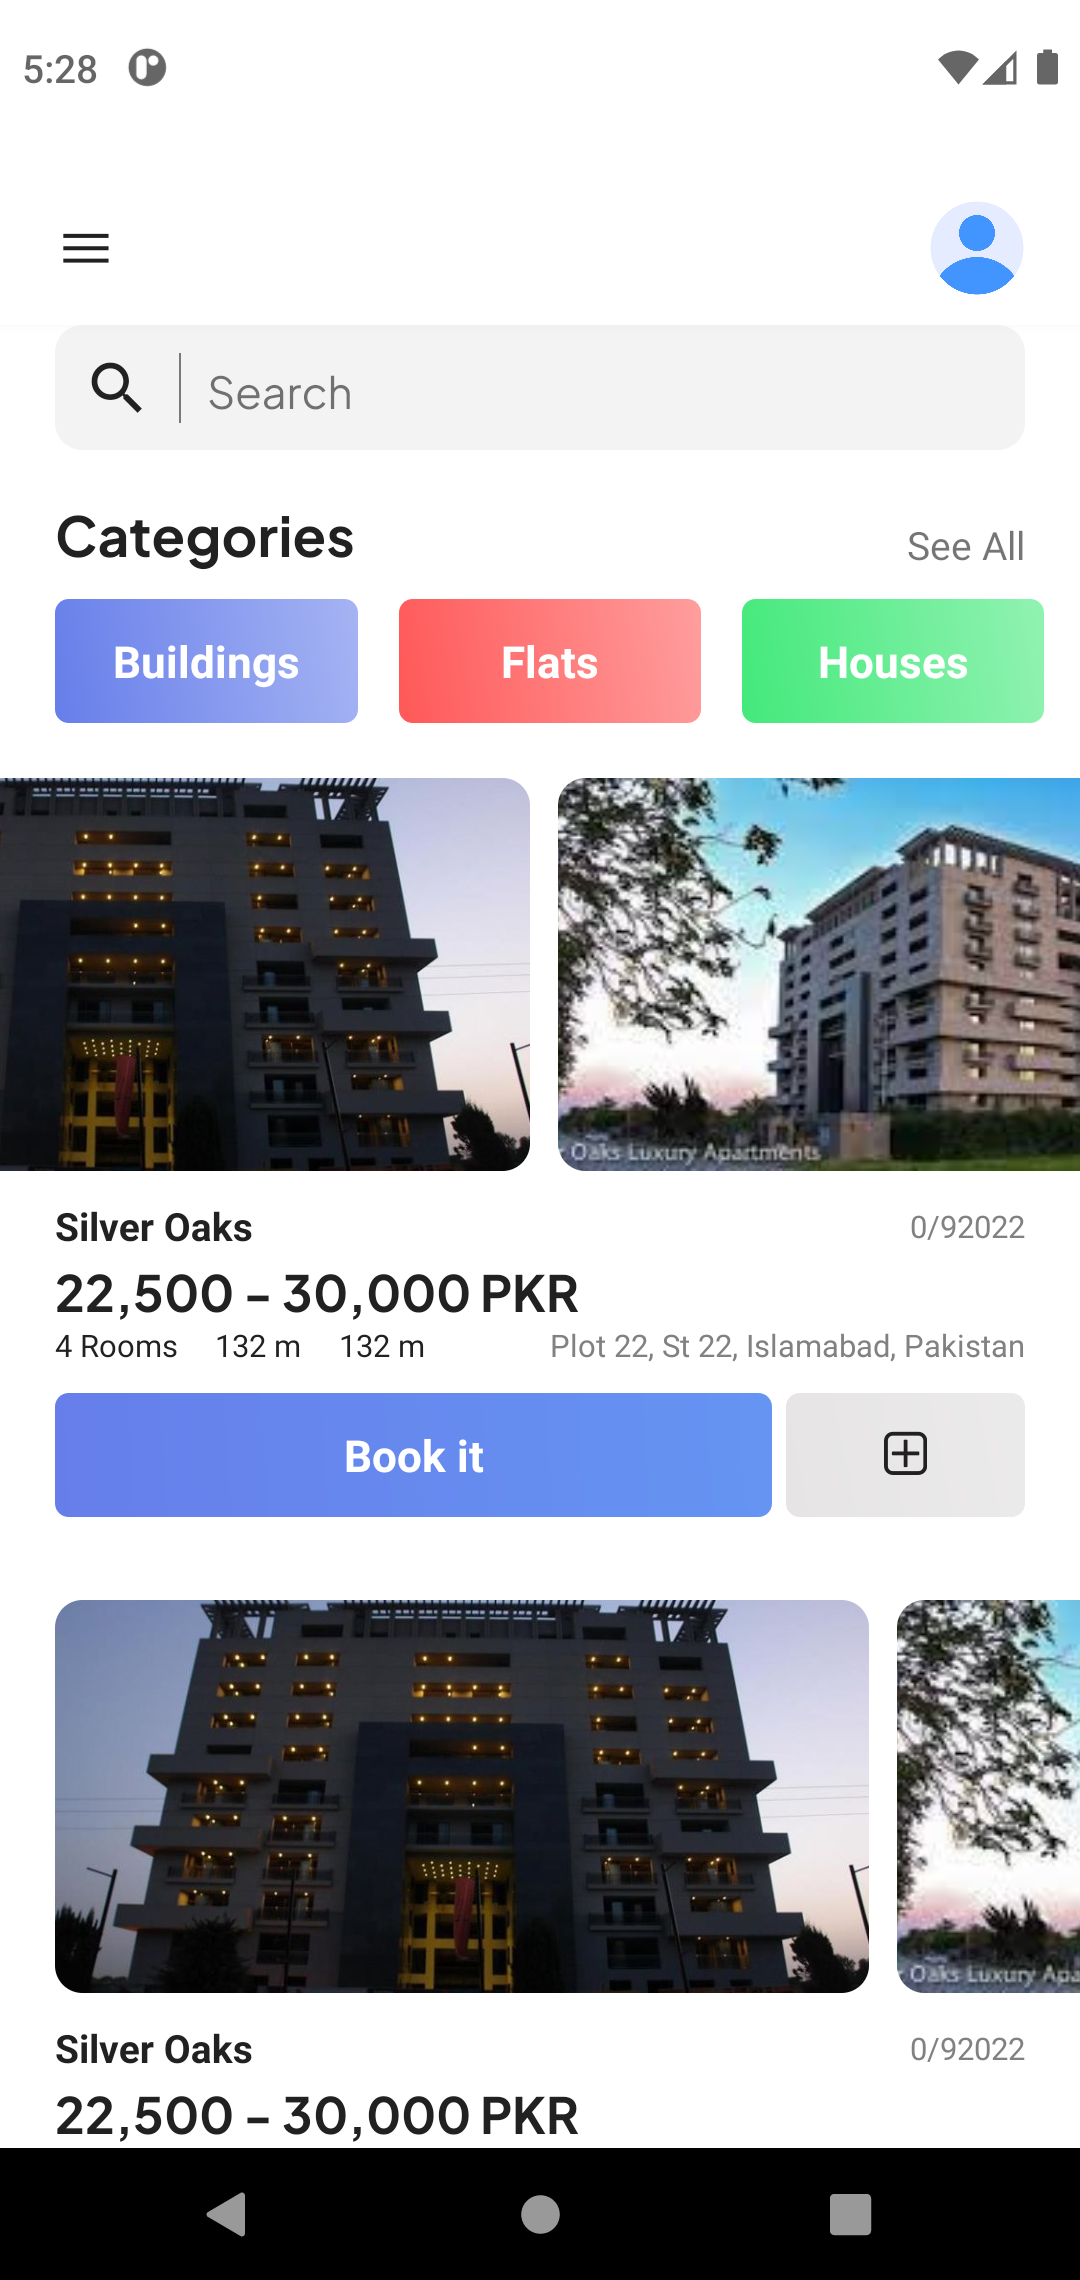 5:28
Search
Categories
See All
Buildings
Flats
Houses
Oaks Luxury Apartments
Silver Oaks
0/92022
22,500 – 30,000 PKR
4 Rooms 132 m 132 m Plot 22, St 22, Islamabad, Pakistan
Book it
Oaks Luxury Apa
Silver Oaks
0/92022
22,500 – 30,000 PKR